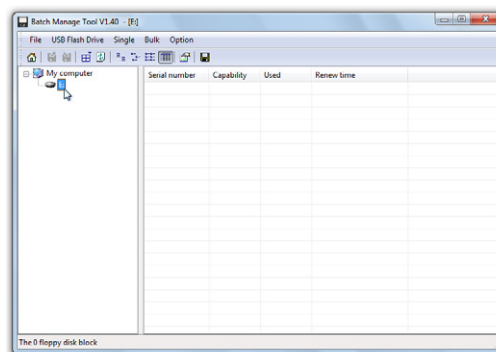 Batch Manage Tool V1.40 - [E:]
File USB Flash Drive Single Bulk Option
My computer
Serial number Capability Used Renew time
The 0 floppy disk block